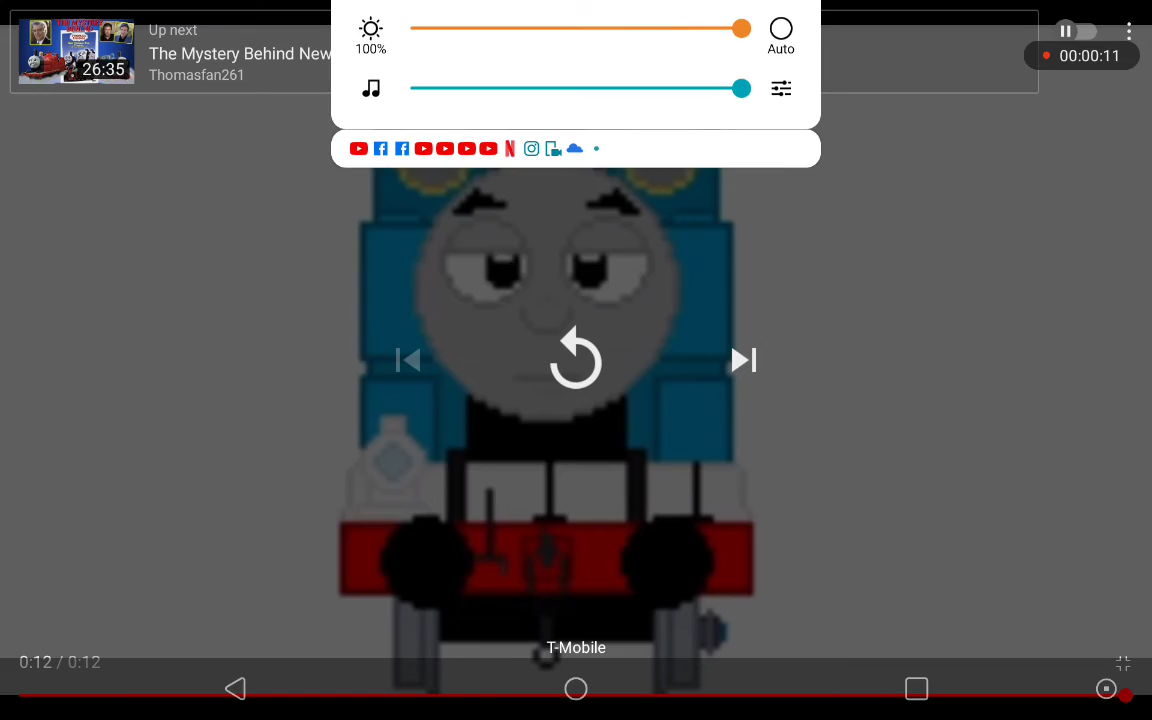 Up next
The Mystery Behind New
Thomasfan261
26:35
100%
Auto
00:00:11
T-Mobile
0:12 / 0:12